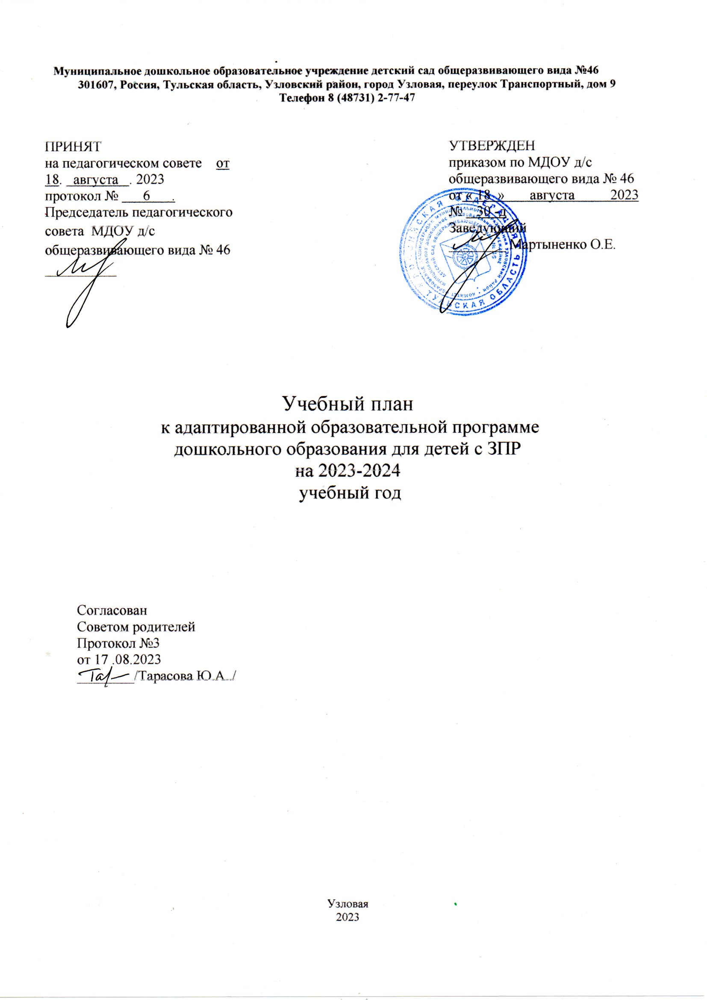 Муниципальное дошкольное образовательное учреждение детский сад общеразвивающего вида №46
301607, Россия, Тульская область, Узловский район, город Узловая, переулок Транспортный, дом 9
Телефон 8 (48731) 2-77-47
ПРИНЯТ
на педагогическом совете от
18. августа . 2023
протокол № 6 .
Председатель педагогического
совета МДОУ д/с
общеразвивающего вида № 46
УТВЕРЖДЕН
приказом по МДОУ д/с
общеразвивающего вида № 46
от « 18 » августа 2023
№ 30 -д
Заведующий
Мартыненко О.Е.
ТУЛЬСКАЯ ОБЛАСТЬ
Учебный план
к адаптированной образовательной программе
дошкольного образования для детей с ЗПР
на 2023-2024
учебный год
Согласован
Советом родителей
Протокол №3
от 17 .08.2023
/Тарасова Ю.А../
Узловая
2023